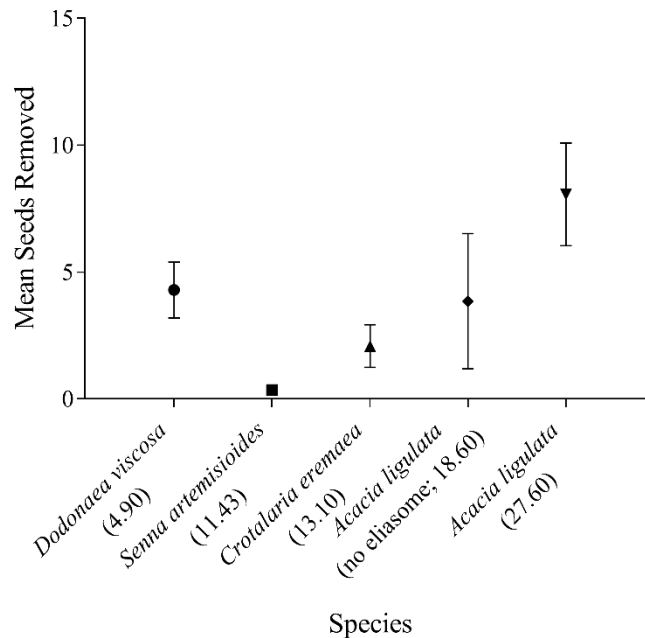 15
10
5
0
Mean Seeds Removed
Dodonaea viscosa
(4.90)
Senna artemisioides
(11.43)
Crotalaria eremaea
(13.10)
Acacia ligulata
(no eliasome; 18.60)
Acacia ligulata
(27.60)
Species